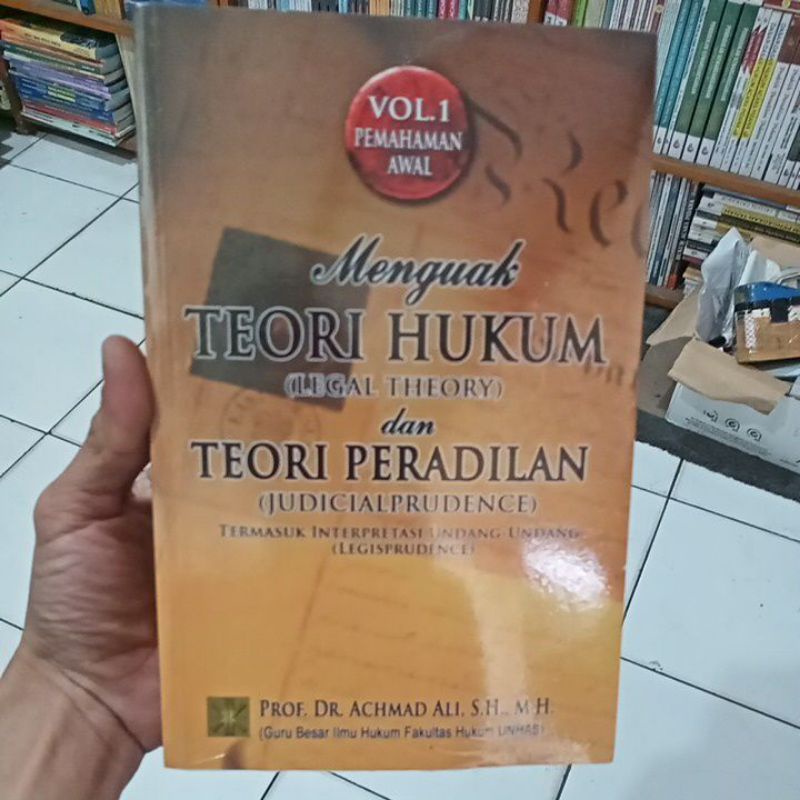 VOL.1
PEMAHAMAN
AWAL
Menguak
TEORI HUKUM
(LEGAL THEORY)
dan
TEORI PERADILAN
(JUDICIALPRUDENCE)
TERMASUK INTERPRETASI UNDANG-UNDANG
(LEGISPRUDENCE)
PROF. DR. ACHMAD ALI, S.H., M.H.
(Guru Besar Ilmu Hukum Fakultas Hukum UNHAS)